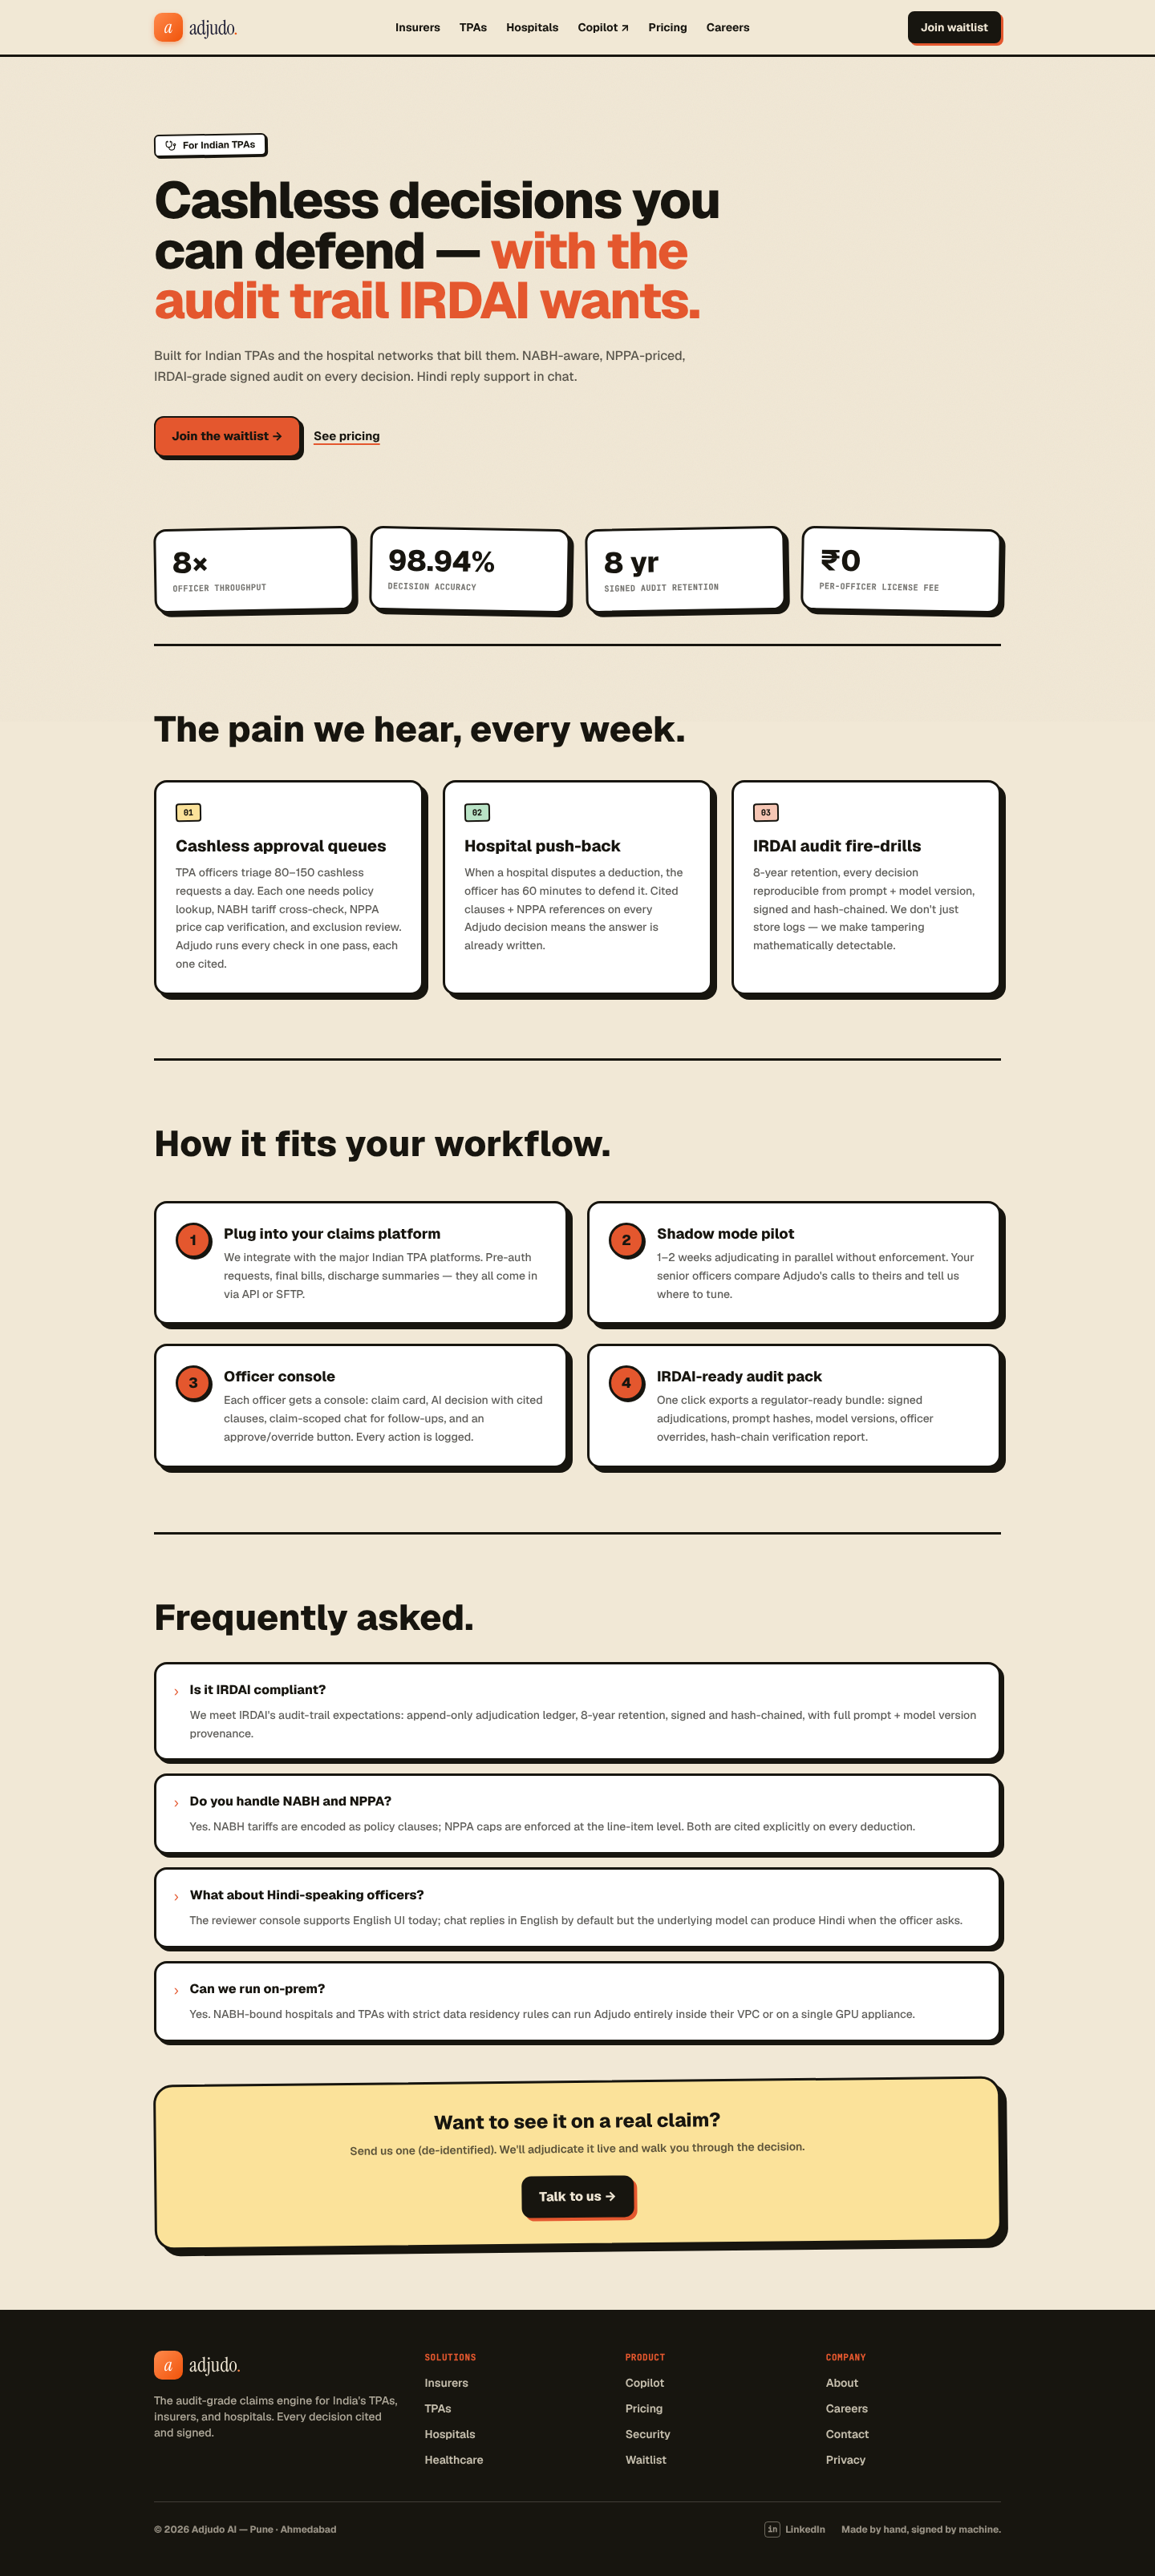 a adjudo.
Insurers TPAs Hospitals Copilot ↗ Pricing Careers
Join waitlist
For Indian TPAs
Cashless decisions you
can defend — with the
audit trail IRDAI wants.
Built for Indian TPAs and the hospital networks that bill them. NABH-aware, NPPA-priced,
IRDAI-grade signed audit on every decision. Hindi reply support in chat.
Join the waitlist →
See pricing
8×
OFFICER THROUGHPUT
98.94%
DECISION ACCURACY
8 yr
SIGNED AUDIT RETENTION
₹0
PER-OFFICER LICENSE FEE
The pain we hear, every week.
01
Cashless approval queues
TPA officers triage 80–150 cashless
requests a day. Each one needs policy
lookup, NABH tariff cross-check, NPPA
price cap verification, and exclusion review.
Adjudo runs every check in one pass, each
one cited.
02
Hospital push-back
When a hospital disputes a deduction, the
officer has 60 minutes to defend it. Cited
clauses + NPPA references on every
Adjudo decision means the answer is
already written.
03
IRDAI audit fire-drills
8-year retention, every decision
reproducible from prompt + model version,
signed and hash-chained. We don't just
store logs — we make tampering
mathematically detectable.
How it fits your workflow.
1
Plug into your claims platform
We integrate with the major Indian TPA platforms. Pre-auth
requests, final bills, discharge summaries — they all come in
via API or SFTP.
2
Shadow mode pilot
1–2 weeks adjudicating in parallel without enforcement. Your
senior officers compare Adjudo's calls to theirs and tell us
where to tune.
3
Officer console
Each officer gets a console: claim card, AI decision with cited
clauses, claim-scoped chat for follow-ups, and an
approve/override button. Every action is logged.
4
IRDAI-ready audit pack
One click exports a regulator-ready bundle: signed
adjudications, prompt hashes, model versions, officer
overrides, hash-chain verification report.
Frequently asked.
› Is it IRDAI compliant?
We meet IRDAI's audit-trail expectations: append-only adjudication ledger, 8-year retention, signed and hash-chained, with full prompt + model version
provenance.
› Do you handle NABH and NPPA?
Yes. NABH tariffs are encoded as policy clauses; NPPA caps are enforced at the line-item level. Both are cited explicitly on every deduction.
› What about Hindi-speaking officers?
The reviewer console supports English UI today; chat replies in English by default but the underlying model can produce Hindi when the officer asks.
› Can we run on-prem?
Yes. NABH-bound hospitals and TPAs with strict data residency rules can run Adjudo entirely inside their VPC or on a single GPU appliance.
Want to see it on a real claim?
Send us one (de-identified). We'll adjudicate it live and walk you through the decision.
Talk to us →
a adjudo.
The audit-grade claims engine for India's TPAs,
insurers, and hospitals. Every decision cited
and signed.
SOLUTIONS
Insurers
TPAs
Hospitals
Healthcare
PRODUCT
Copilot
Pricing
Security
Waitlist
COMPANY
About
Careers
Contact
Privacy
© 2026 Adjudo AI — Pune · Ahmedabad
in LinkedIn
Made by hand, signed by machine.